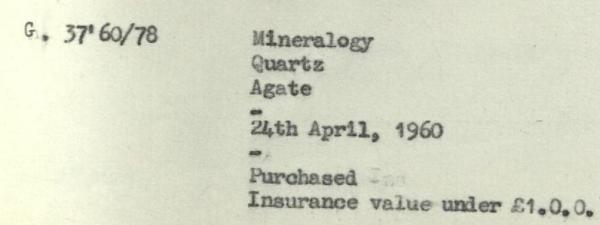 G. 37'60/78 Mineralogy
Quartz
Agate
-
24th April, 1960
-
Purchased
Insurance value under £1.0.0.